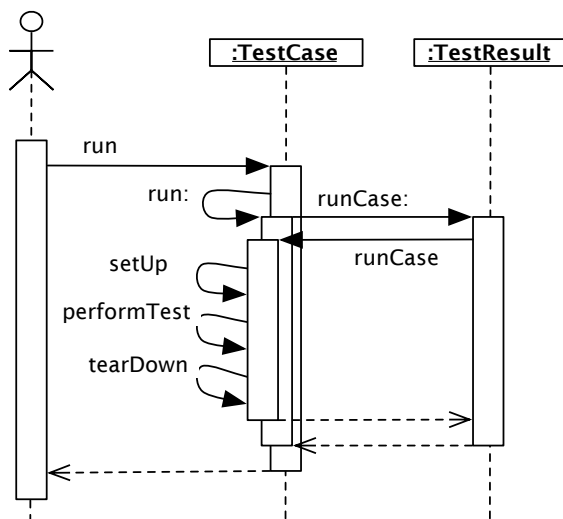 :TestCase
:TestResult
run
run:
runCase:
runCase
setUp
performTest
tearDown